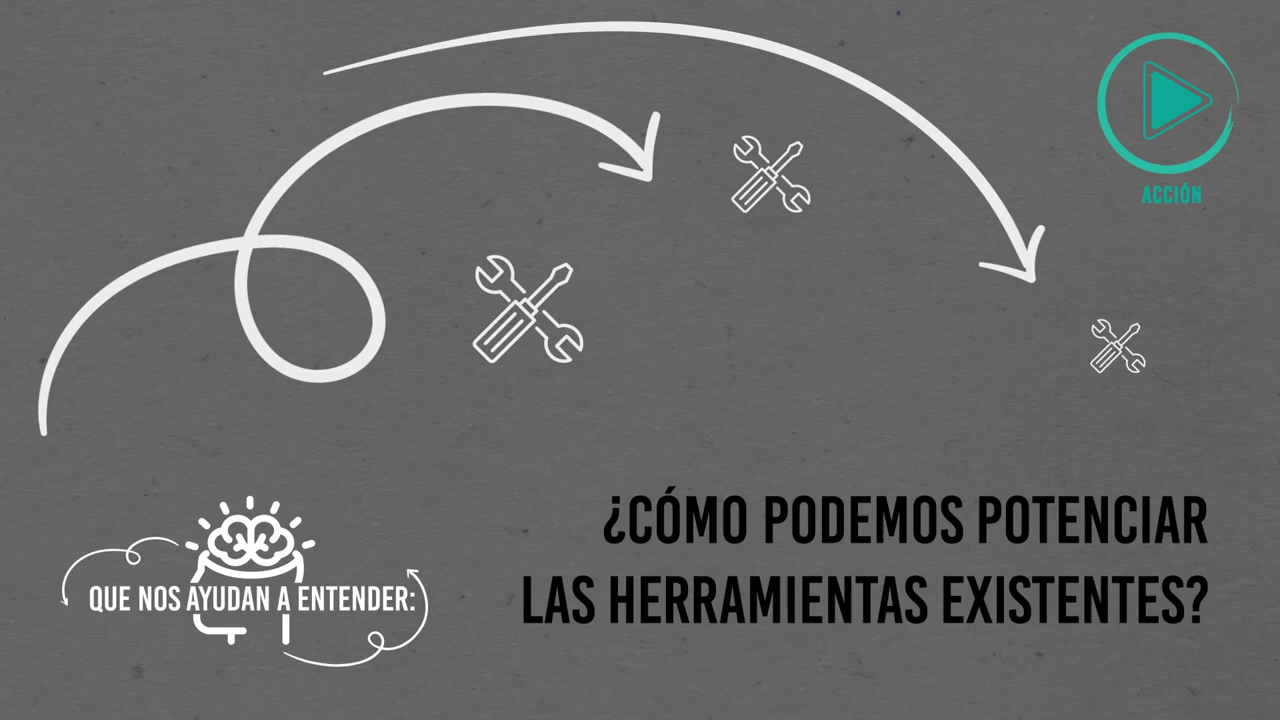 ACCIÓN
QUE NOS AYUDAN A ENTENDER:
¿CÓMO PODEMOS POTENCIAR
LAS HERRAMIENTAS EXISTENTES?